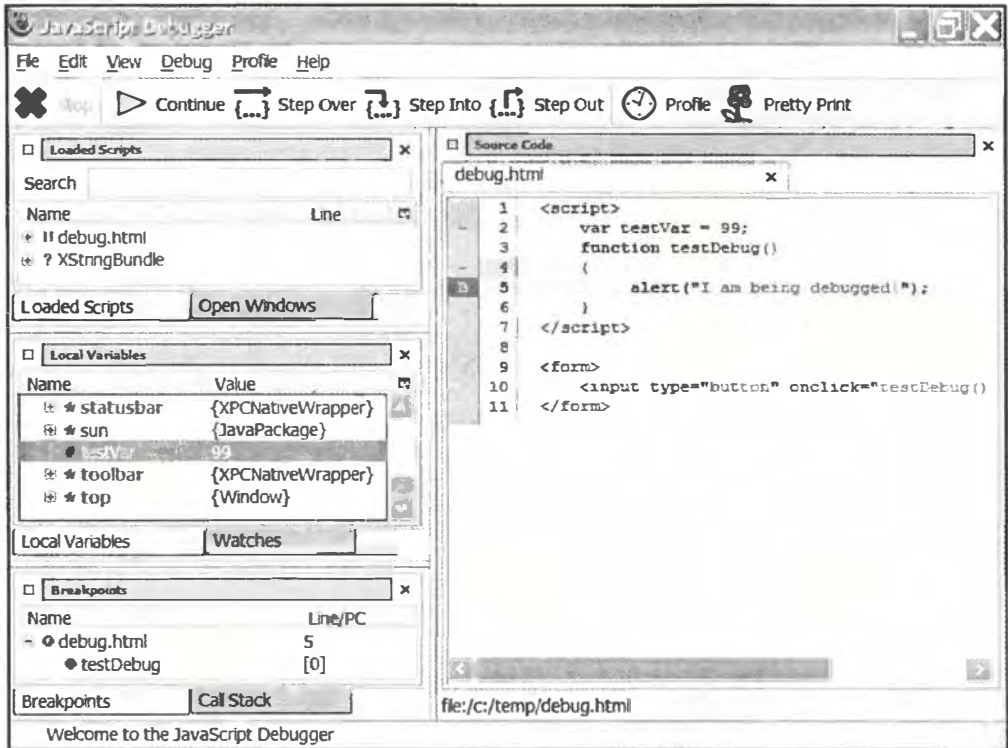 JavaScript Debugger
File Edit View Debug Profile Help
Stop Continue Step Over Step Into Step Out Profile Pretty Print
Loaded Scripts
Search
Name Line
debug.html
? XStringBundle
Loaded Scripts Open Windows
Local Variables
Name Value
statusbar {XPCNativeWrapper}
sun {JavaPackage}
testVar 99
toolbar {XPCNativeWrapper}
top {Window}
Local Variables Watches
Breakpoints
Name Line/PC
debug.html 5
testDebug [0]
Breakpoints Call Stack
Source Code
debug.html
1 <script>
2 var testVar = 99;
3 function testDebug()
4 {
B 5 alert("I am being debugged!");
6 }
7 </script>
8
9 <form>
10 <input type="button" onclick="testDebug()
11 </form>
file:/c:/temp/debug.html
Welcome to the JavaScript Debugger